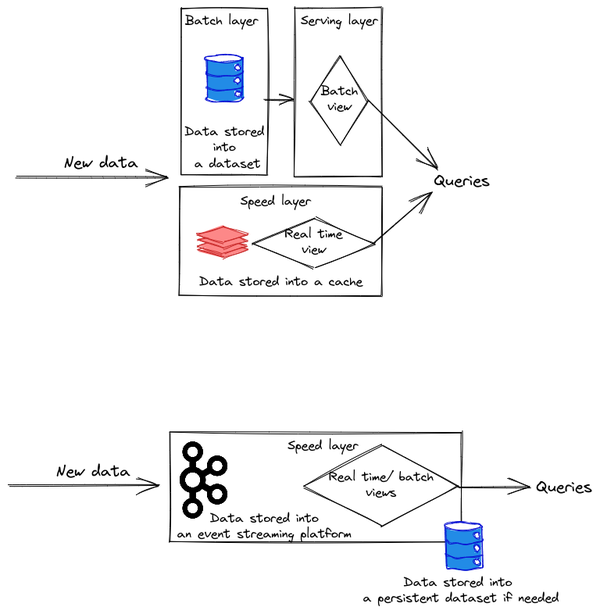 Batch layer
Serving layer
Batch
view
Data stored
into
a dataset
New data
Queries
Speed layer
Real time
view
Data stored into a cache
Speed layer
New data
Real time/ batch
views
Queries
Data stored into
an event streaming platform
Data stored into
a persistent dataset if needed